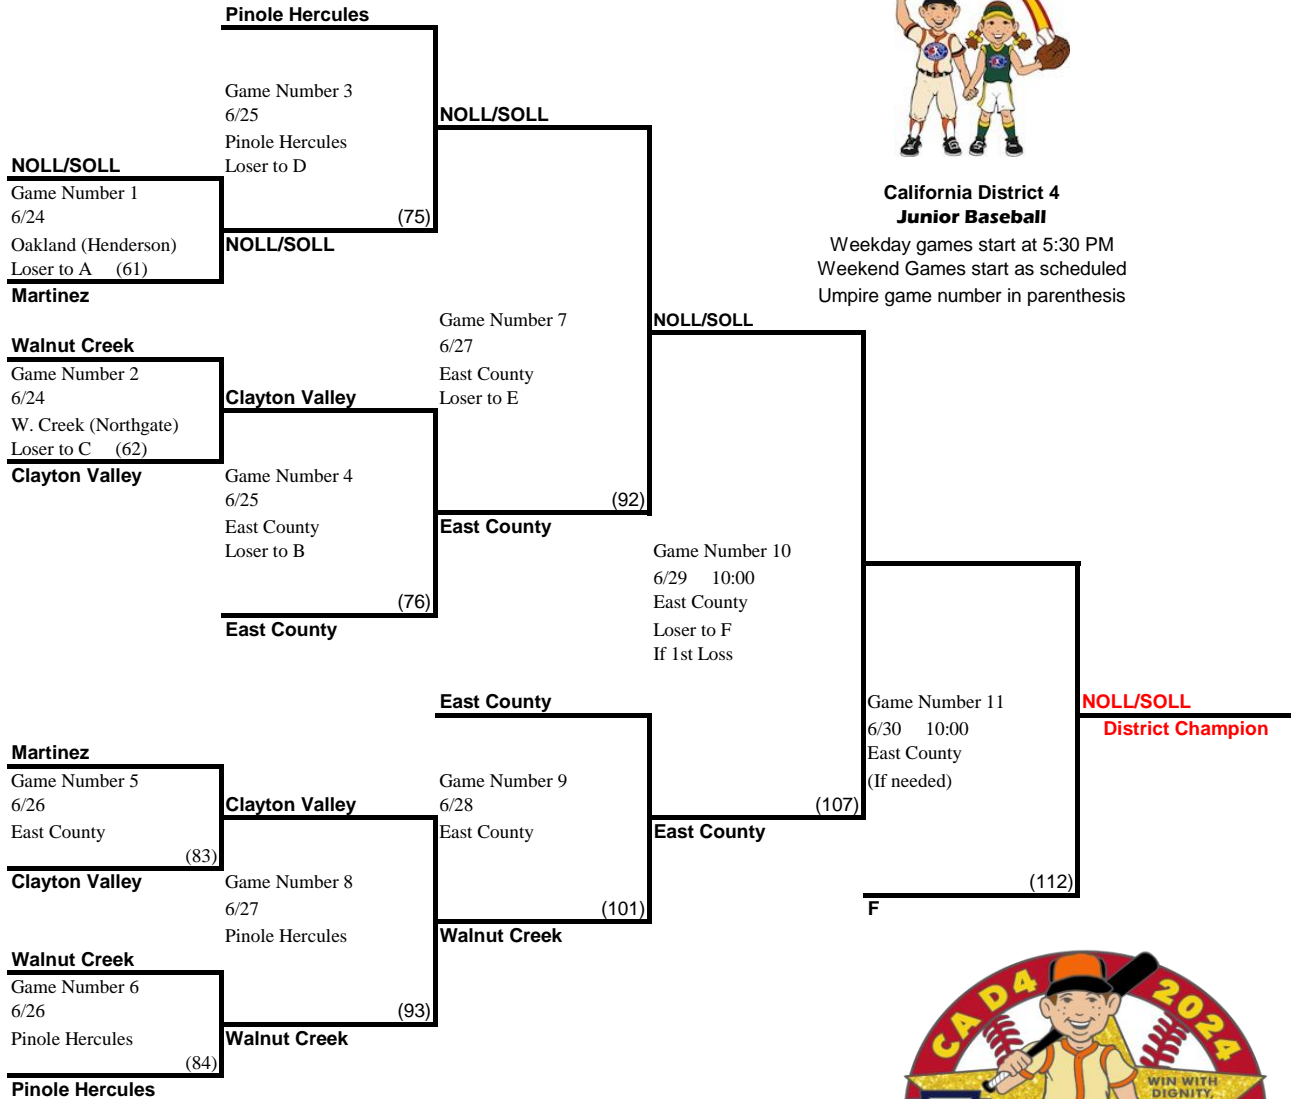 Pinole Hercules
Game Number 3
6/25
Pinole Hercules
Loser to D
(75)
NOLL/SOLL
NOLL/SOLL
Game Number 1
6/24
Oakland (Henderson)
Loser to A (61)
Martinez
NOLL/SOLL
California District 4
Junior Baseball
Weekday games start at 5:30 PM
Weekend Games start as scheduled
Umpire game number in parenthesis
Walnut Creek
Game Number 2
6/24
W. Creek (Northgate)
Loser to C (62)
Clayton Valley
Clayton Valley
Game Number 4
6/25
East County
Loser to B
(76)
East County
Game Number 7
6/27
East County
Loser to E
(92)
East County
NOLL/SOLL
Game Number 10
6/29 10:00
East County
Loser to F
If 1st Loss
(107)
East County
East County
Game Number 9
6/28
East County
(101)
Walnut Creek
Game Number 11
6/30 10:00
East County
(If needed)
(112)
F
NOLL/SOLL
District Champion
Martinez
Game Number 5
6/26
East County
(83)
Clayton Valley
Clayton Valley
Game Number 8
6/27
Pinole Hercules
(93)
Walnut Creek
Walnut Creek
Game Number 6
6/26
Pinole Hercules
(84)
Pinole Hercules
CAD4 2024
WIN WITH
DIGNITY,